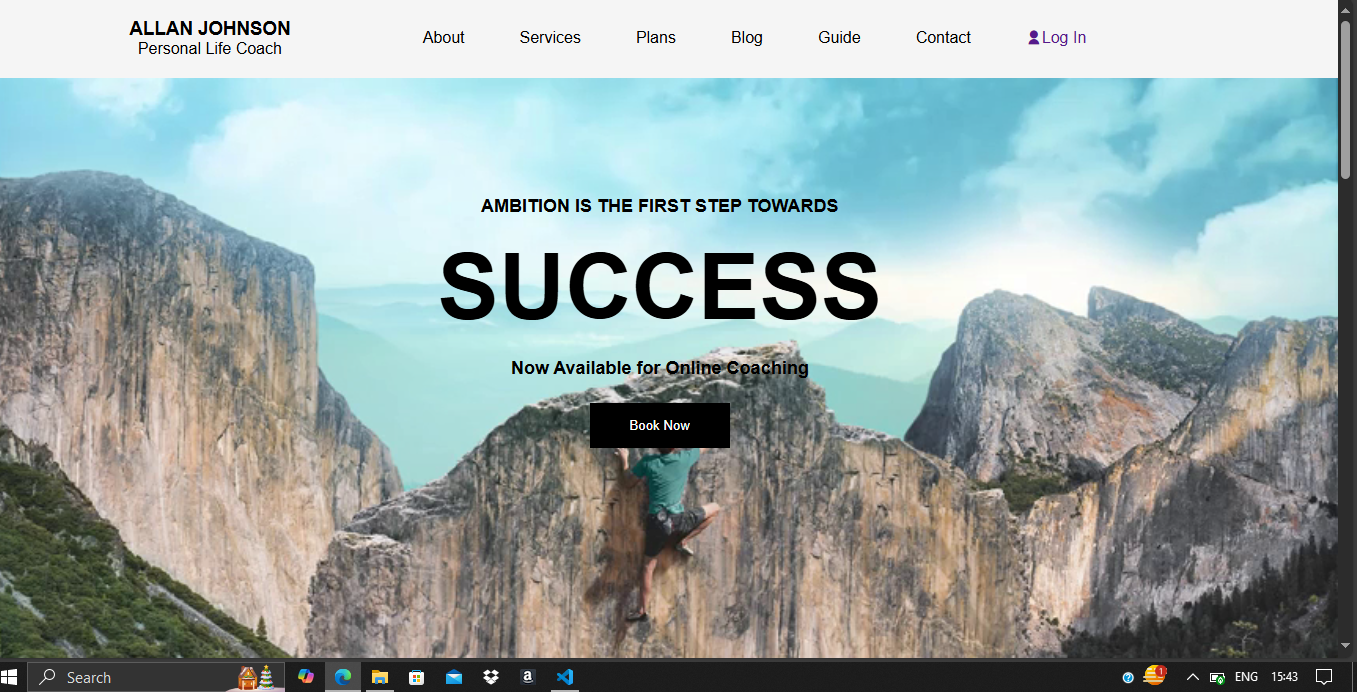 ALLAN JOHNSON
Personal Life Coach
About Services Plans Blog Guide Contact Log In
AMBITION IS THE FIRST STEP TOWARDS
SUCCESS
Now Available for Online Coaching
Book Now
Search
a
?
1
ENG 15:43